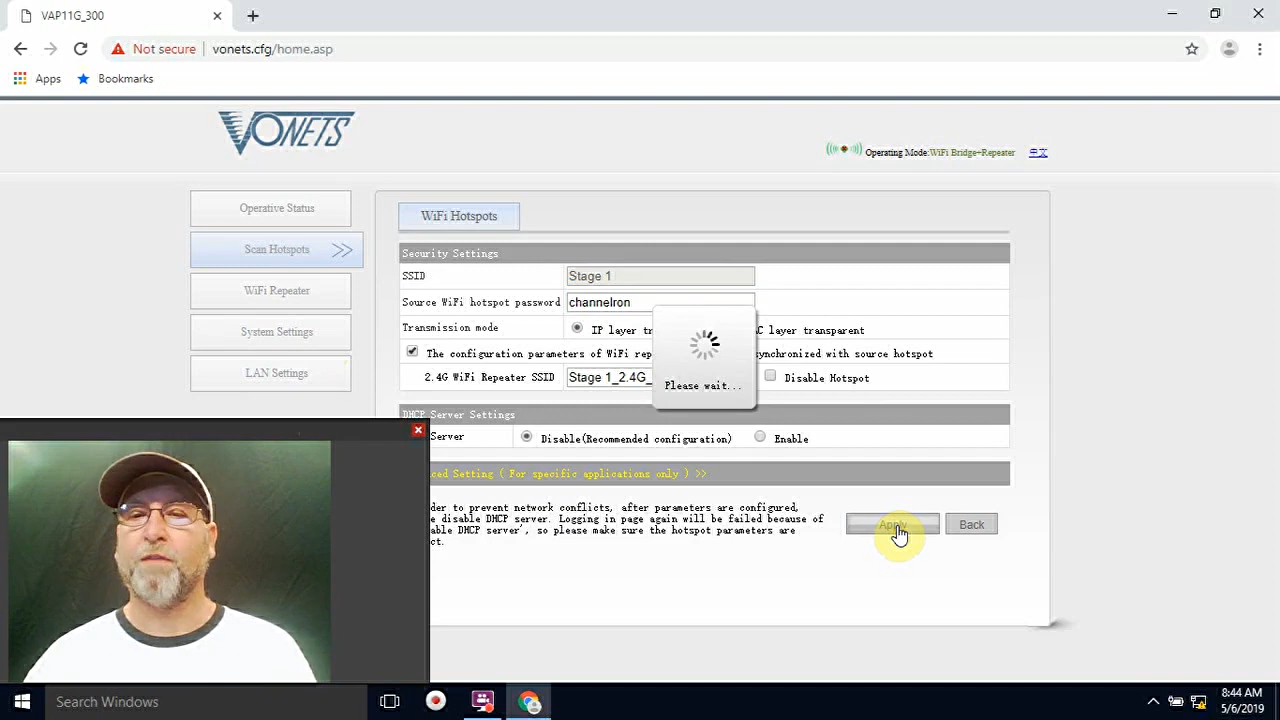 VAP11G_300
Not secure
vonets.cfg/home.asp
Apps
Bookmarks
VONETS
Operating Mode:WiFi Bridge+Repeater
中文
Operative Status
Scan Hotspots
WiFi Repeater
System Settings
LAN Settings
WiFi Hotspots
Security Settings
SSID
Stage 1
Source WiFi hotspot password
channelron
Transmission mode
IP layer
AC layer transparent
The configuration parameters of WiFi
synchronized with source hotspot
2.4G WiFi Repeater SSID
Stage 1_2.4G_
Disable Hotspot
Please wait...
DHCP Server Settings
Server
Disable(Recommended configuration)
Enable
ced Setting ( For specific applications only ) >>
der to prevent network conflicts, after parameters are configured,
e disable DHCP server. Logging in page again will be failed because of
able DHCP server', so please make sure the hotspot parameters are
ct.
Apply
Back
Search Windows
8:44 AM
5/6/2019